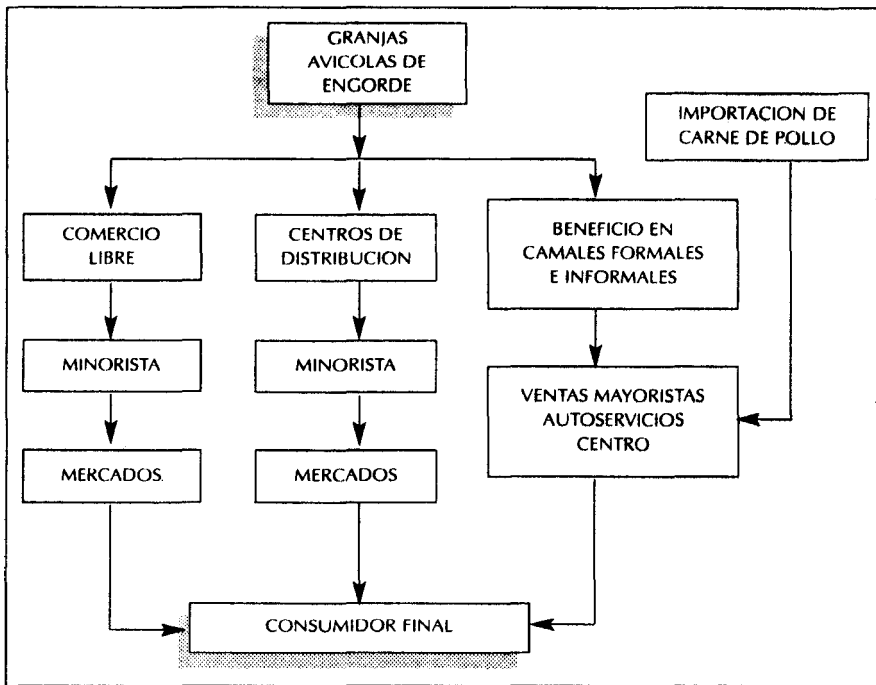 GRANJAS
AVICOLAS DE
ENGORDE
IMPORTACION DE
CARNE DE POLLO
COMERCIO
LIBRE
CENTROS DE
DISTRIBUCION
BENEFICIO EN
CAMALES FORMALES
E INFORMALES
MINORISTA
MINORISTA
VENTAS MAYORISTAS
AUTOSERVICIOS
CENTRO
MERCADOS
MERCADOS
CONSUMIDOR FINAL